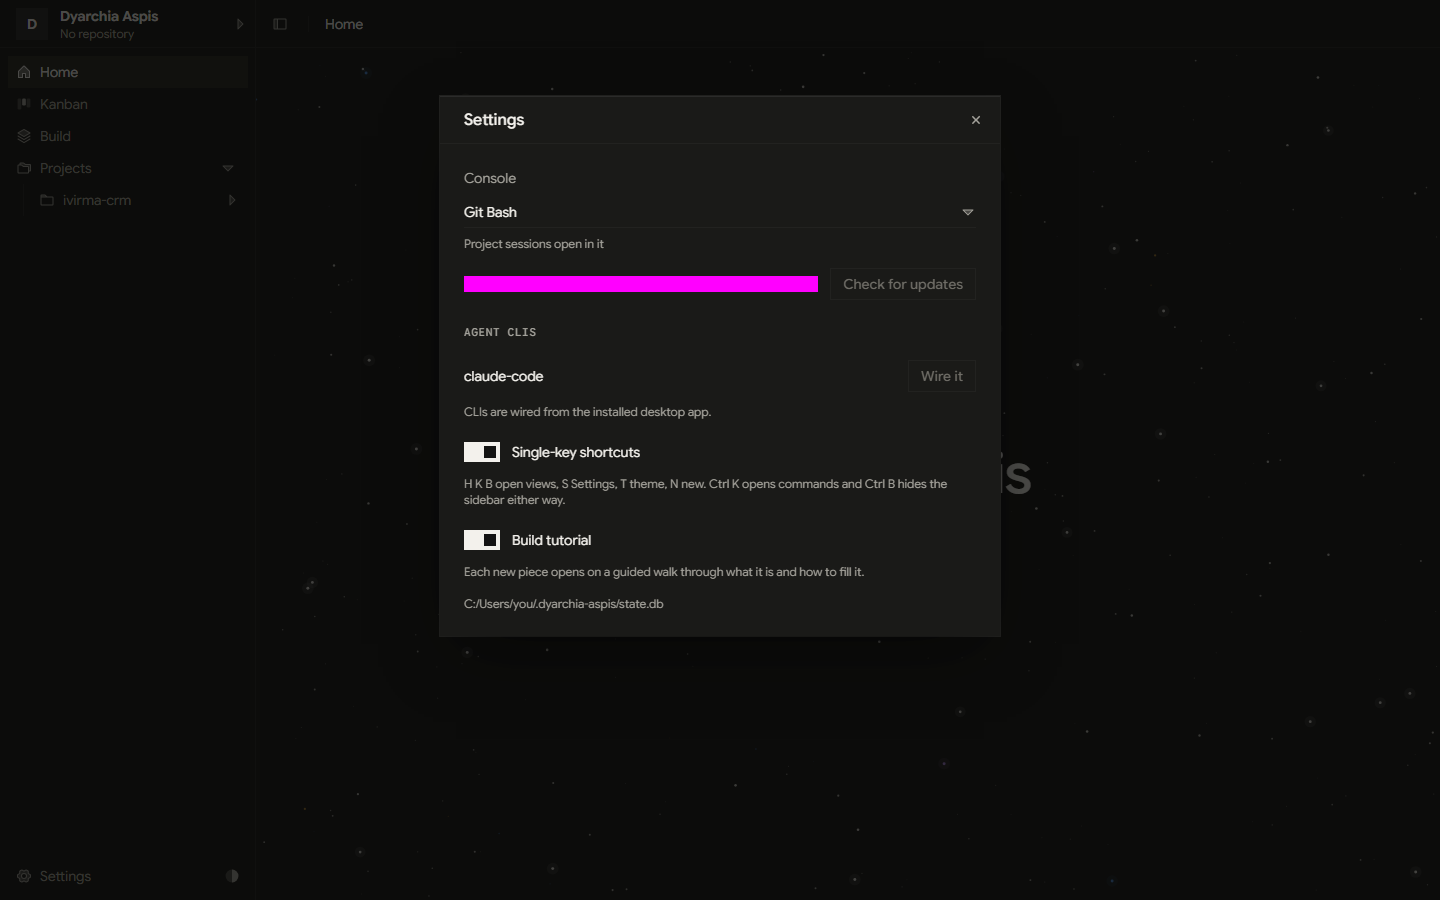 D
Dyarchia Aspis
No repository
Home
Home
Kanban
Build
Projects
ivirma-crm
Settings
Console
Git Bash
Project sessions open in it
Check for updates
AGENT CLIS
claude-code
Wire it
CLIs are wired from the installed desktop app.
Single-key shortcuts
H K B open views, S Settings, T theme, N new. Ctrl K opens commands and Ctrl B hides the
sidebar either way.
Build tutorial
Each new piece opens on a guided walk through what it is and how to fill it.
C:/Users/you/.dyarchia-aspis/state.db
is
Settings